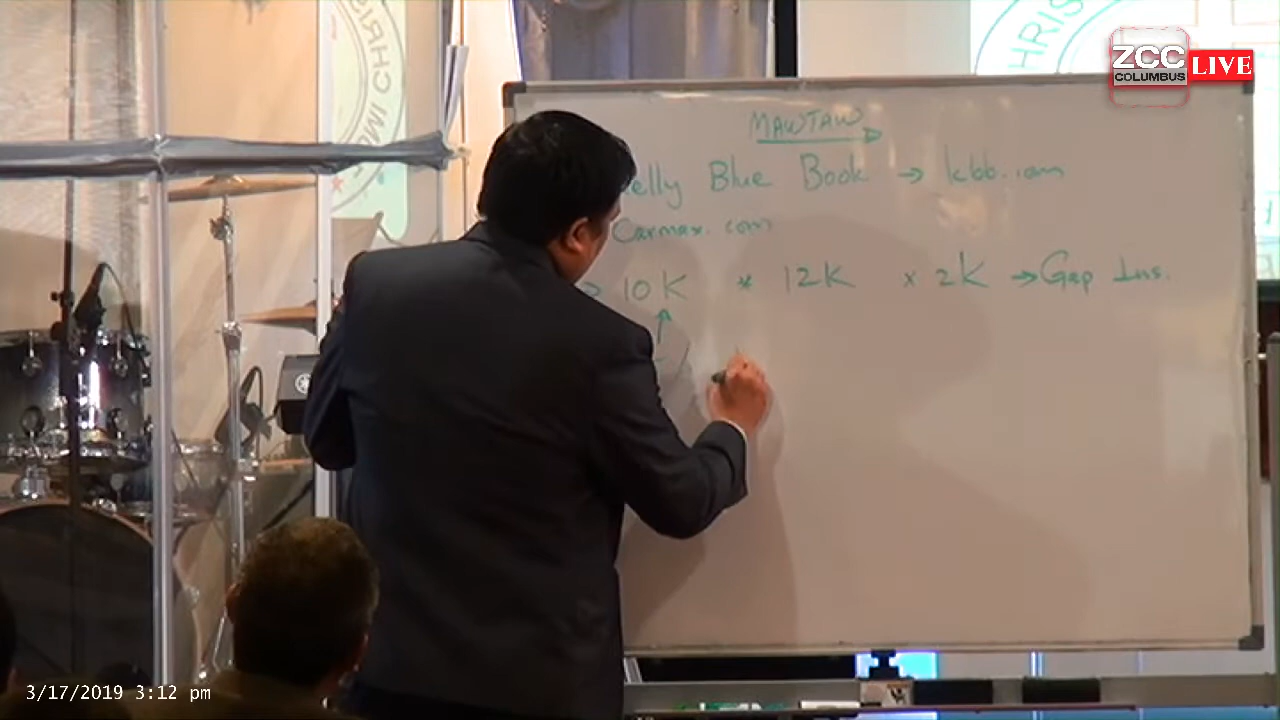 ZCC
COLUMBUS
LIVE
MAWTAW
elly Blue Book → kbb.com
Carmax.com
> 10K * 12K × 2K → Gap Ins.
3/17/2019 3:12 pm